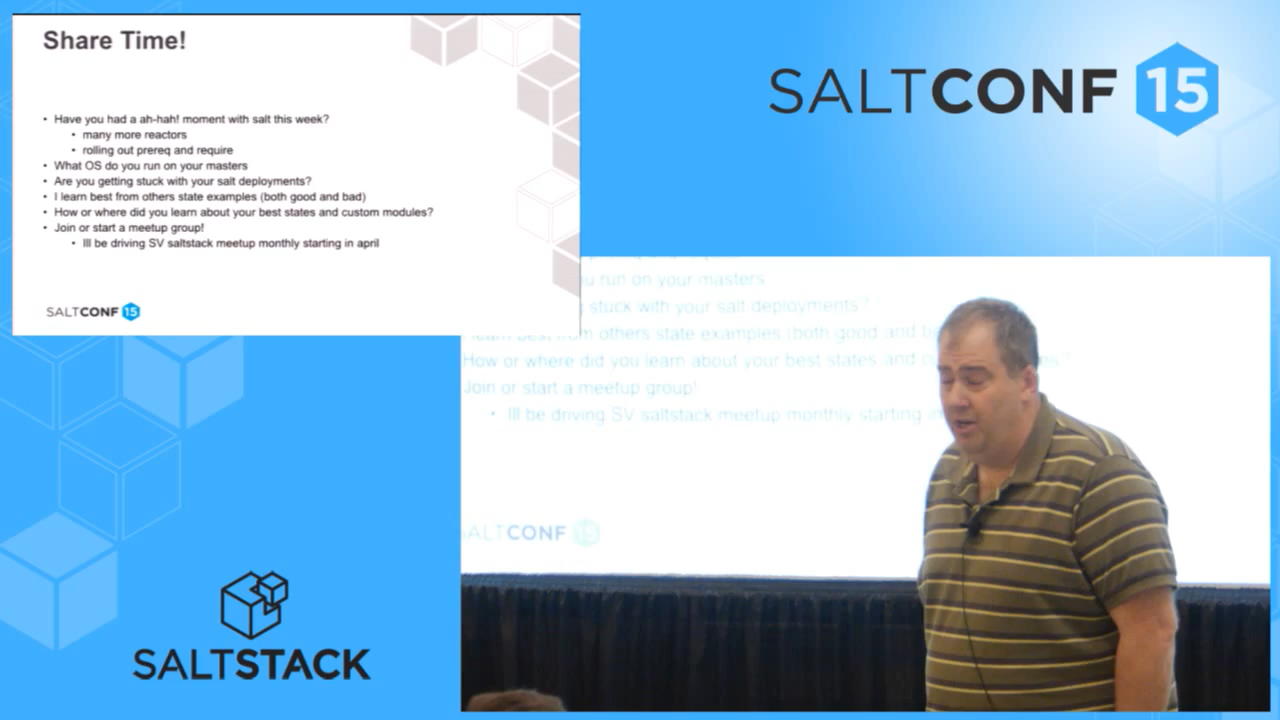 Share Time!
• Have you had a ah-hah! moment with salt this week?
• many more reactors
• rolling out prereq and require
• What OS do you run on your masters
• Are you getting stuck with your salt deployments?
• I learn best from others state examples (both good and bad)
• How or where did you learn about your best states and custom modules?
• Join or start a meetup group!
• Ill be driving SV saltstack meetup monthly starting in april
SALTCONF 15
SALTCONF 15
run on your masters
stuck with your salt deployments?
from others state examples (both good and
How or where did you learn about your best states and
Join or start a meetup group!
• Ill be driving SV saltstack meetup monthly starting
SALTCONF 15
SALTSTACK